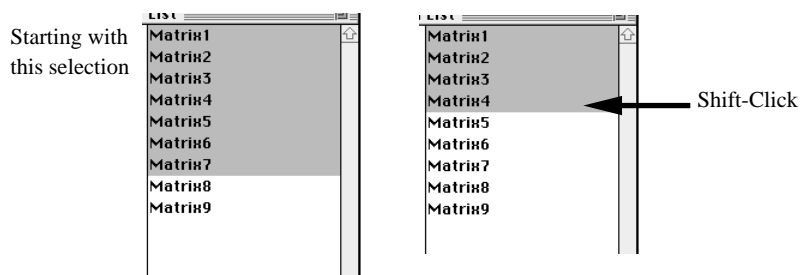 List
Starting with
this selection
Matrix1
Matrix2
Matrix3
Matrix4
Matrix5
Matrix6
Matrix7
Matrix8
Matrix9
List
Matrix1
Matrix2
Matrix3
Matrix4
Matrix5
Matrix6
Matrix7
Matrix8
Matrix9
Shift-Click